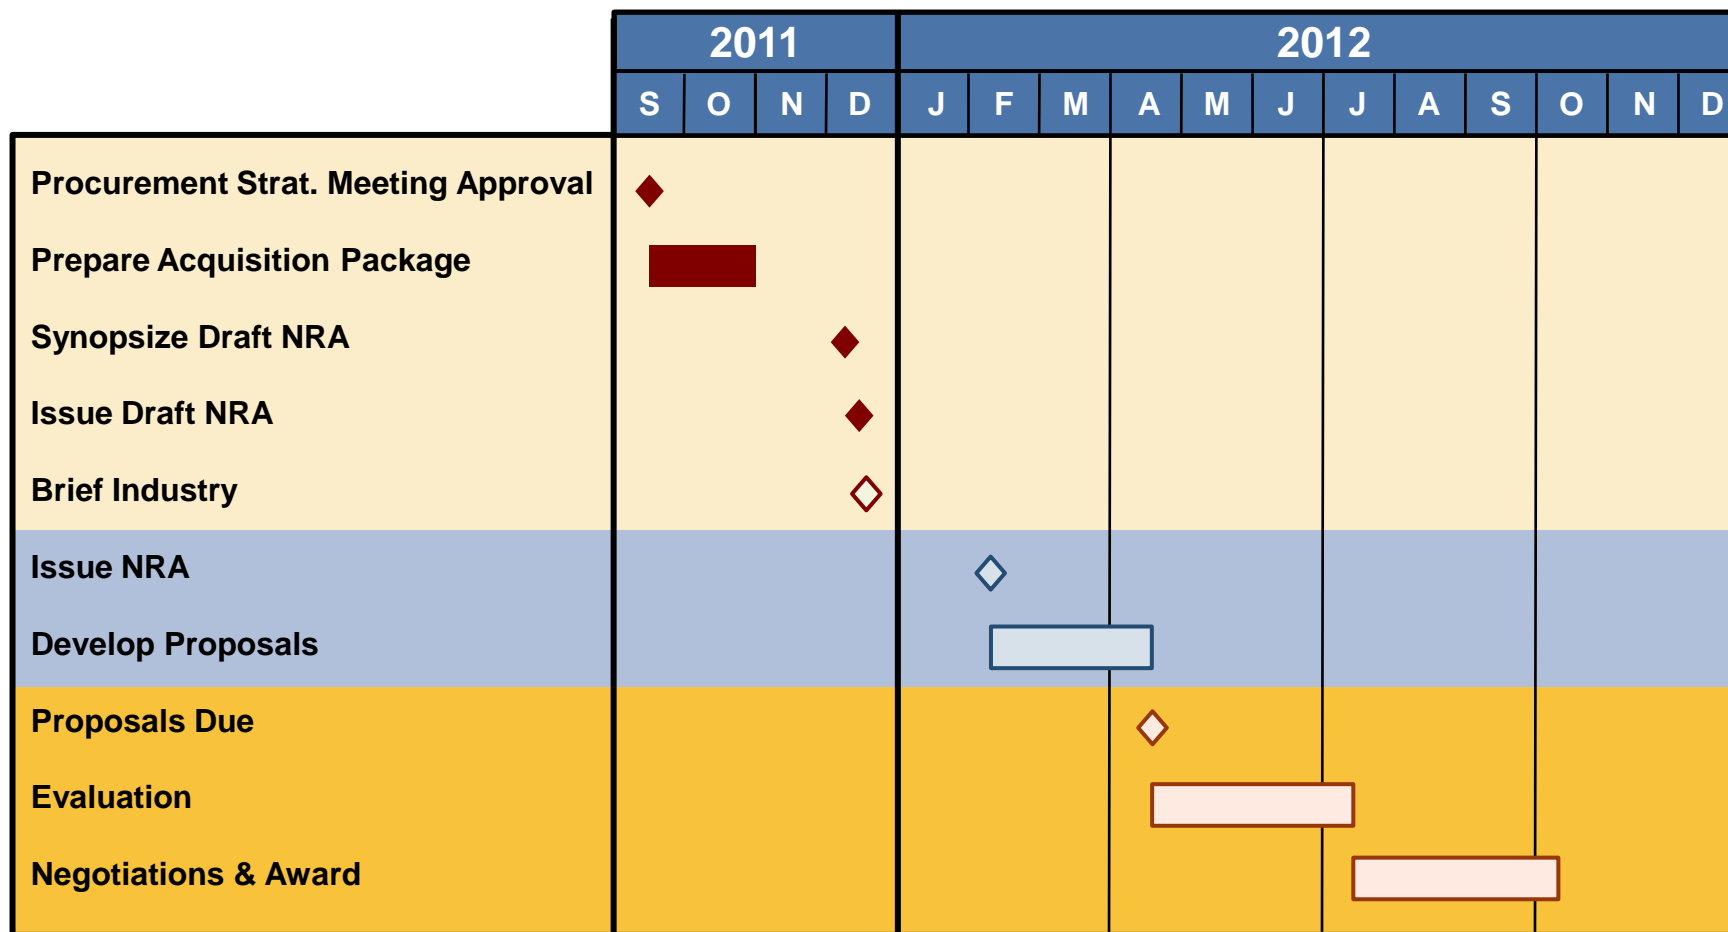 2011 2012
S O N D J F M A M J J A S O N D
Procurement Strat. Meeting Approval
Prepare Acquisition Package
Synopsize Draft NRA
Issue Draft NRA
Brief Industry
Issue NRA
Develop Proposals
Proposals Due
Evaluation
Negotiations & Award